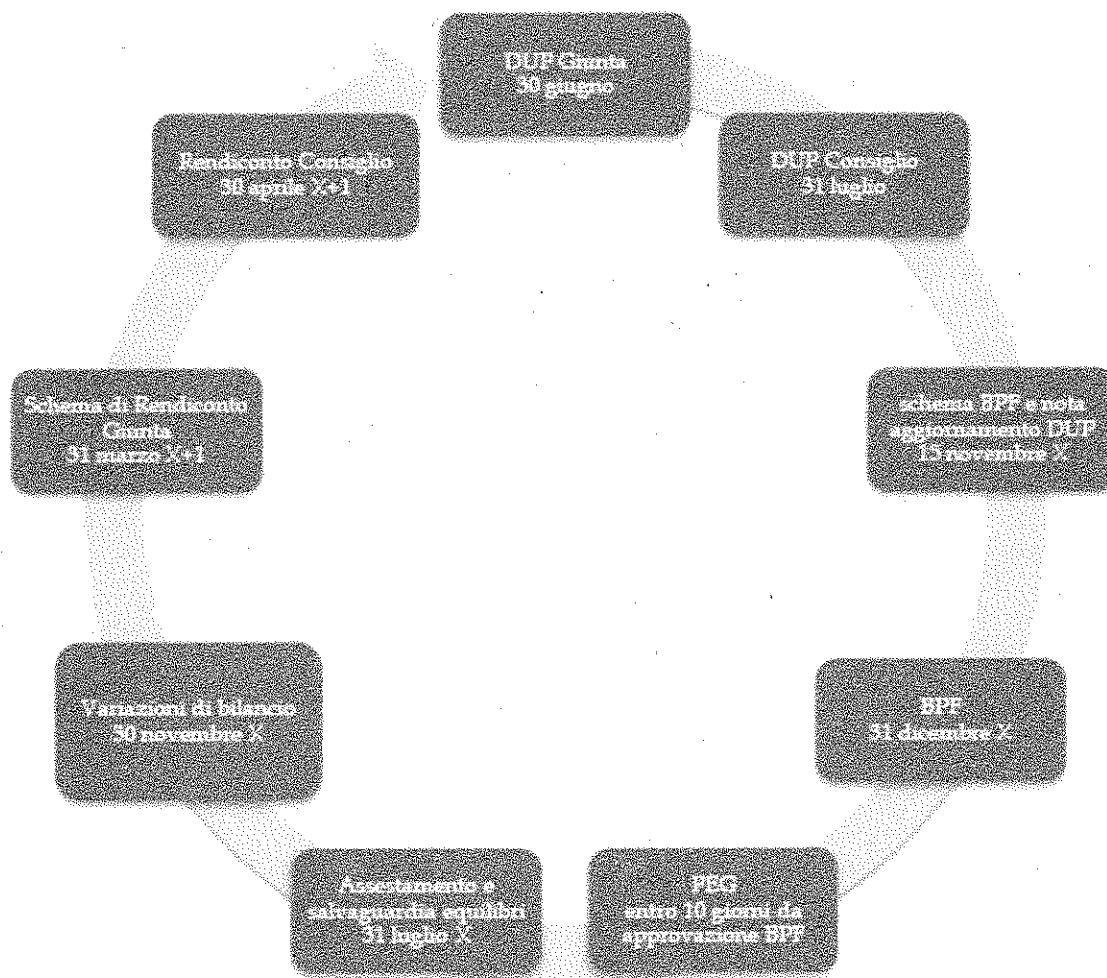 DUP Giunta
30 giugno
DUP Consiglio
31 luglio
schema BPF e nota
aggiornamento DUP
15 novembre X
BPF
31 dicembre X
PEG
entro 10 giorni da
approvazione BPF
Assestamento e
salvaguardia equilibri
31 luglio X
Variazioni di bilancio
30 novembre X
Schema di Rendiconto
Giunta
31 marzo X+1
Rendiconto Consiglio
30 aprile X+1